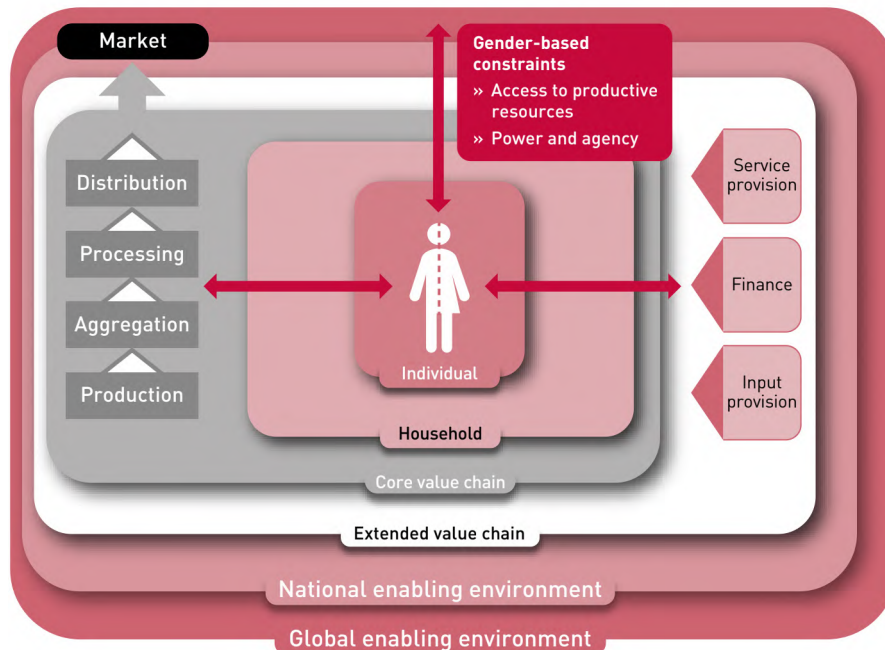 Market
Gender-based
constraints
» Access to productive
resources
» Power and agency
Distribution
Processing
Aggregation
Production
Service
provision
Finance
Input
provision
Individual
Household
Core value chain
Extended value chain
National enabling environment
Global enabling environment